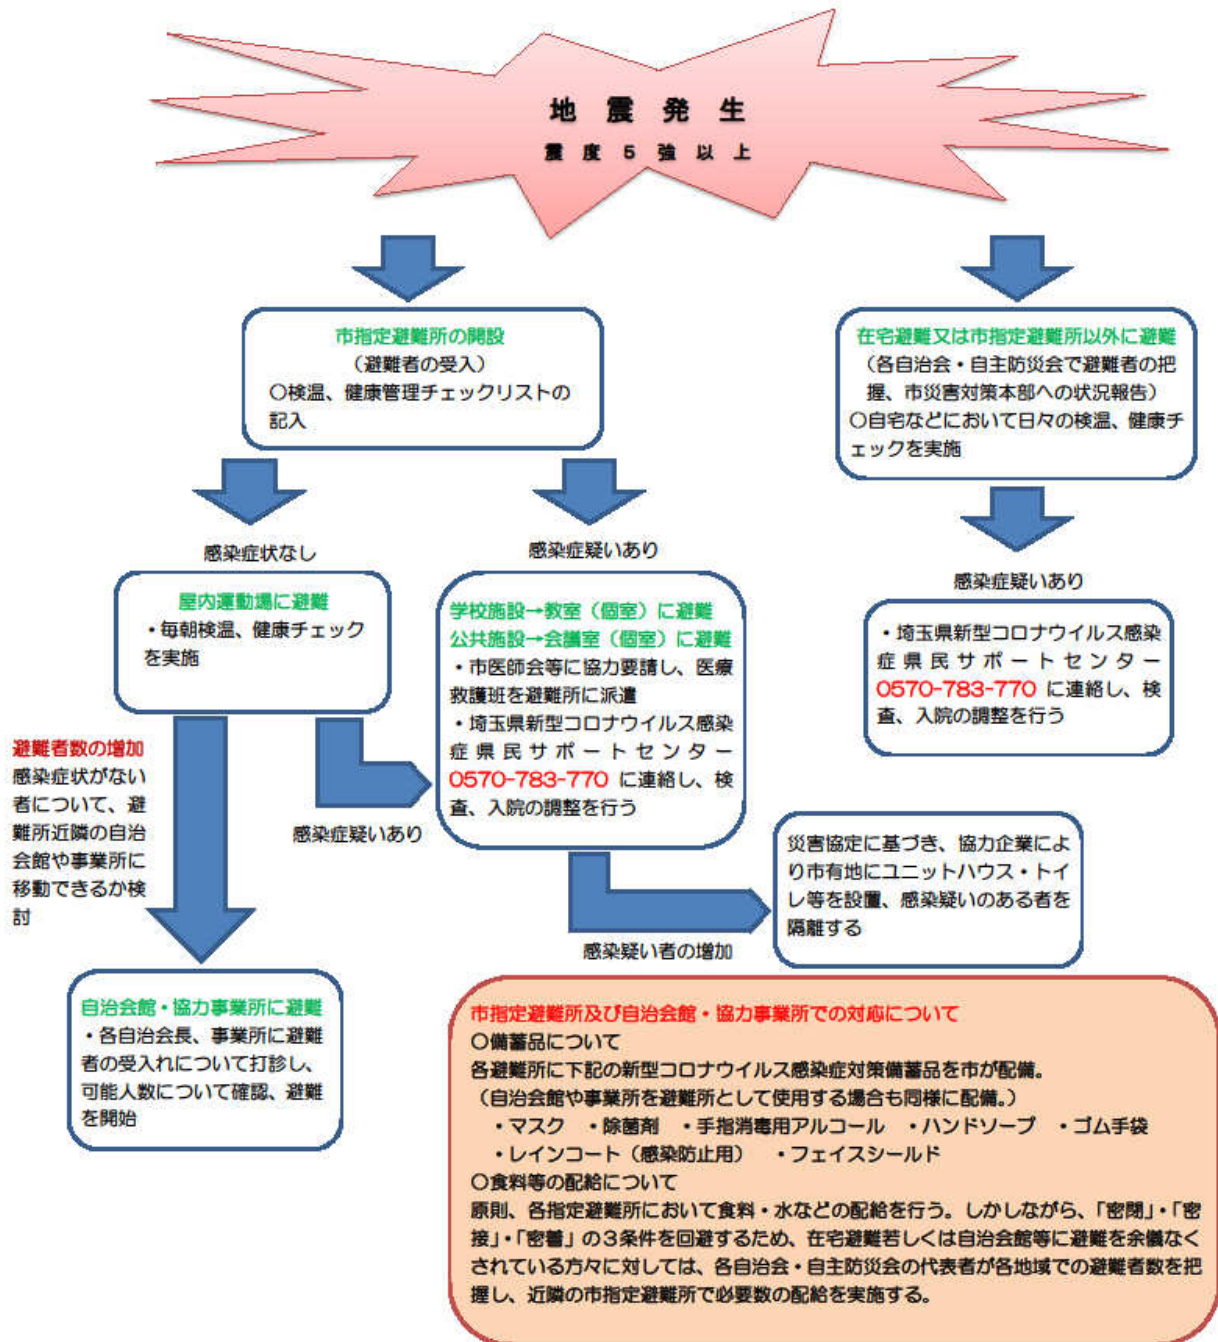 地震発生
震度５強以上
市指定避難所の開設
（避難者の受入）
〇検温、健康管理チェックリストの
記入
在宅避難又は市指定避難所以外に避難
（各自治会・自主防災会で避難者の把
握、市災害対策本部への状況報告）
〇自宅などにおいて日々の検温、健康チ
ェックを実施
感染症状なし
感染症疑いあり
感染症疑いあり
屋内運動場に避難
・毎朝検温、健康チェック
を実施
学校施設→教室（個室）に避難
公共施設→会議室（個室）に避難
・市医師会等に協力要請し、医療
救護班を避難所に派遣
・埼玉県新型コロナウイルス感染
症県民サポートセンター
0570-783-770 に連絡し、検
査、入院の調整を行う
・埼玉県新型コロナウイルス感染
症県民サポートセンター
0570-783-770 に連絡し、検
査、入院の調整を行う
避難者数の増加
感染症状がない
者について、避
難所近隣の自治
会館や事業所に
移動できるか検
討
感染症疑いあり
災害協定に基づき、協力企業によ
り市有地にユニットハウス・トイ
レ等を設置、感染疑いのある者を
隔離する
感染疑い者の増加
自治会館・協力事業所に避難
・各自治会長、事業所に避難
者の受入れについて打診し、
可能人数について確認、避難
を開始
市指定避難所及び自治会館・協力事業所での対応について
〇備蓄品について
各避難所に下記の新型コロナウイルス感染症対策備蓄品を市が配備。
（自治会館や事業所を避難所として使用する場合も同様に配備。）
・マスク　・除菌剤　・手指消毒用アルコール　・ハンドソープ　・ゴム手袋
・レインコート（感染防止用）　・フェイスシールド
〇食料等の配給について
原則、各指定避難所において食料・水などの配給を行う。しかしながら、「密閉」・「密
接」・「密着」の３条件を回避するため、在宅避難若しくは自治会館等に避難を余儀なく
されている方々に対しては、各自治会・自主防災会の代表者が各地域での避難者数を把
握し、近隣の市指定避難所で必要数の配給を実施する。